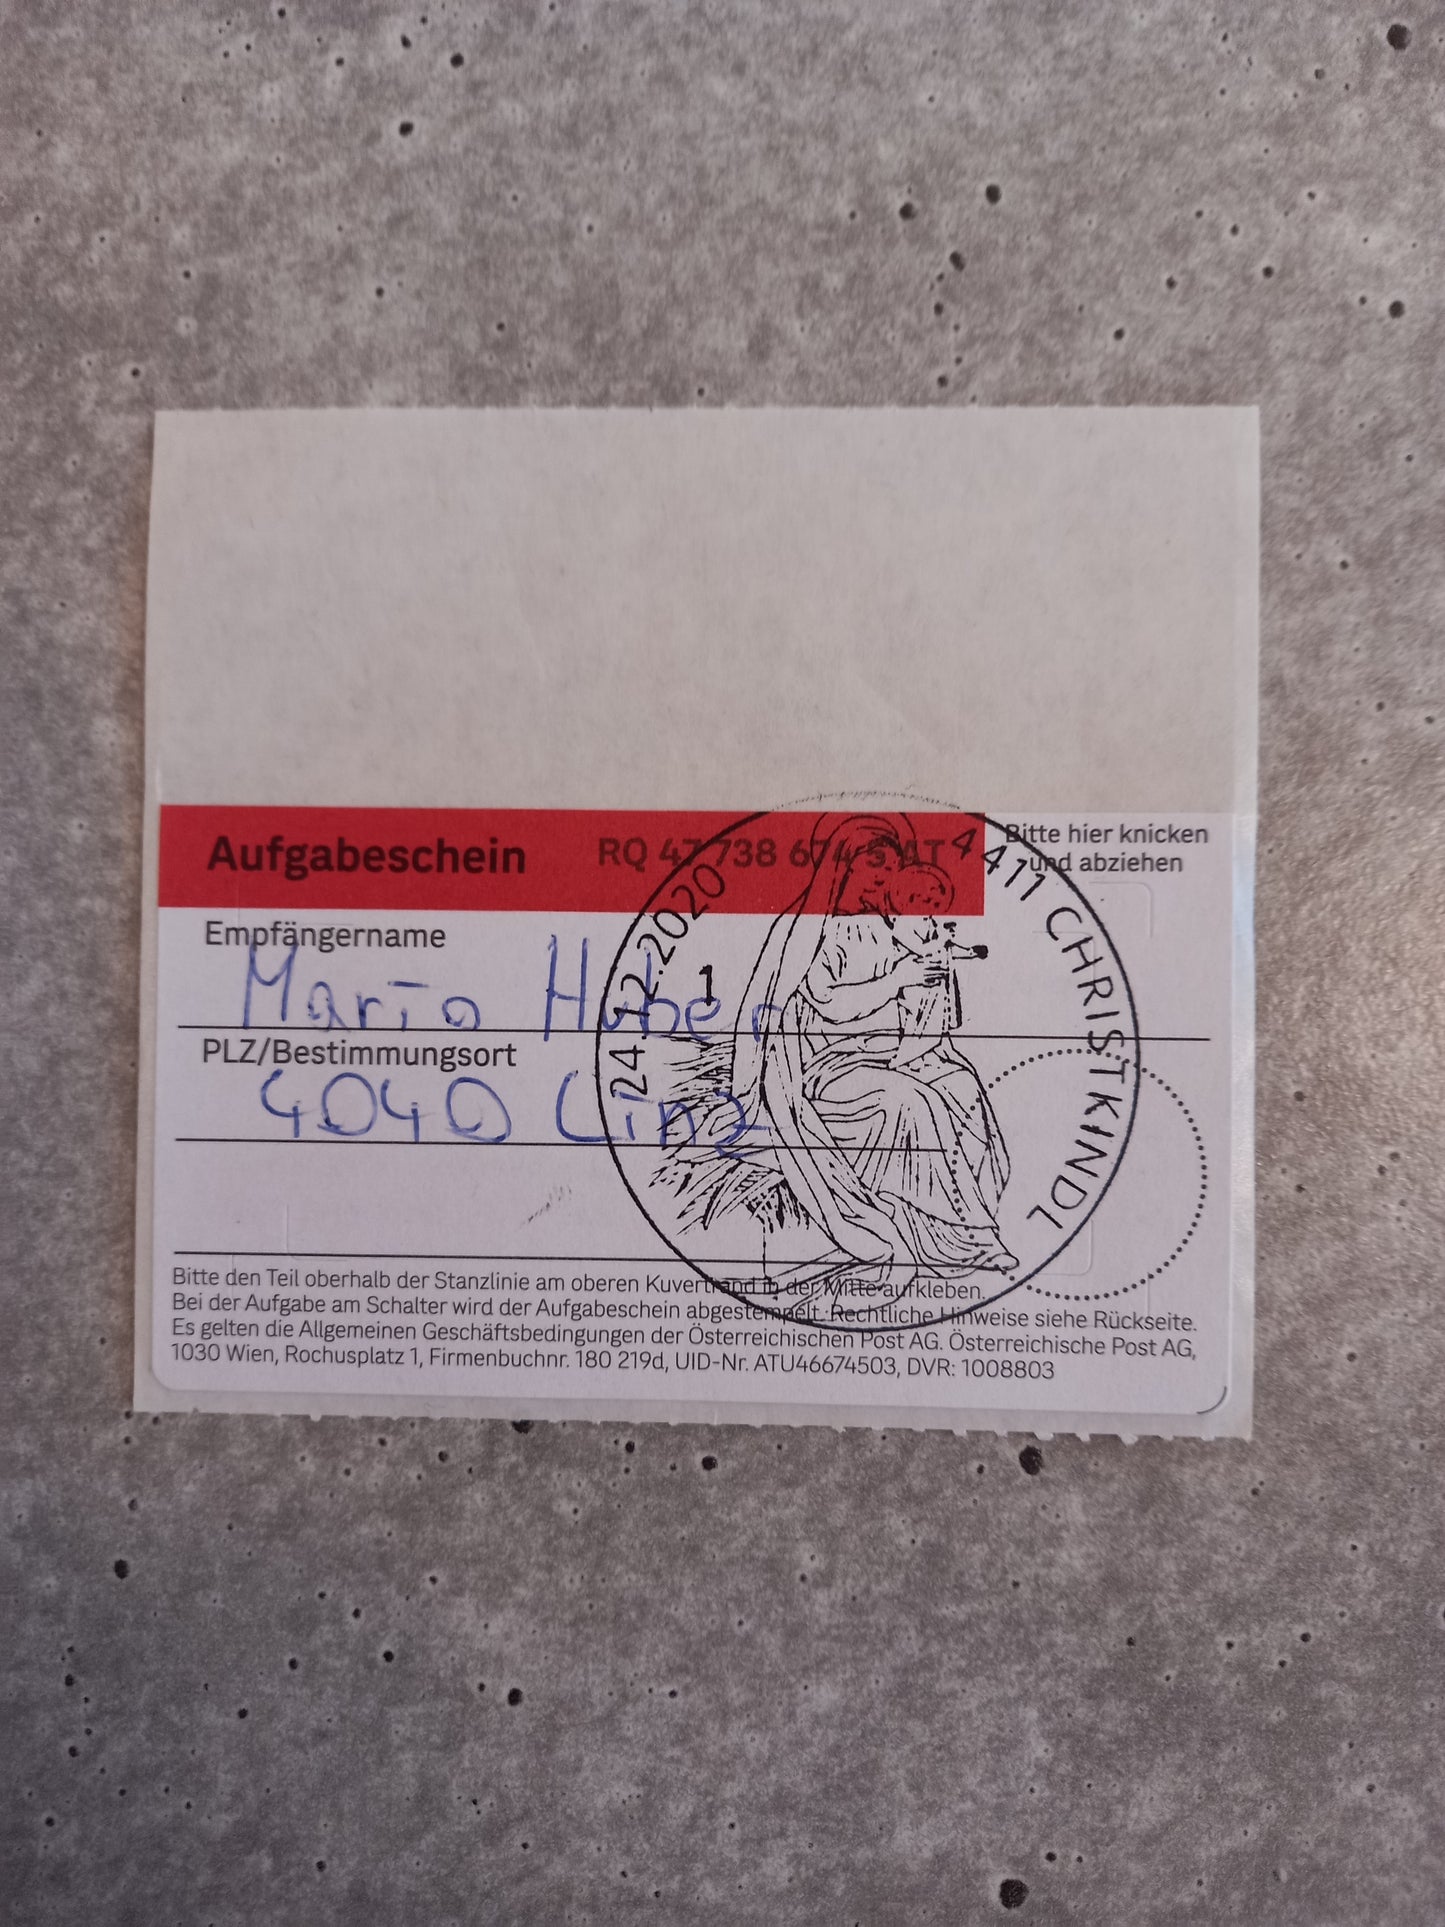 Aufgabeschein RQ 47 738 674 5 AT
Bitte hier knicken
und abziehen
Empfängername
Mario Huber
PLZ/Bestimmungsort
4040 Linz
24.12.2020 4411 CHRISTKINDL
1
Bitte den Teil oberhalb der Stanzlinie am oberen Kuvertrand in der Mitte aufkleben.
Bei der Aufgabe am Schalter wird der Aufgabeschein abgestempelt. Rechtliche Hinweise siehe Rückseite.
Es gelten die Allgemeinen Geschäftsbedingungen der Österreichischen Post AG. Österreichische Post AG,
1030 Wien, Rochusplatz 1, Firmenbuchnr. 180 219d, UID-Nr. ATU46674503, DVR: 1008803